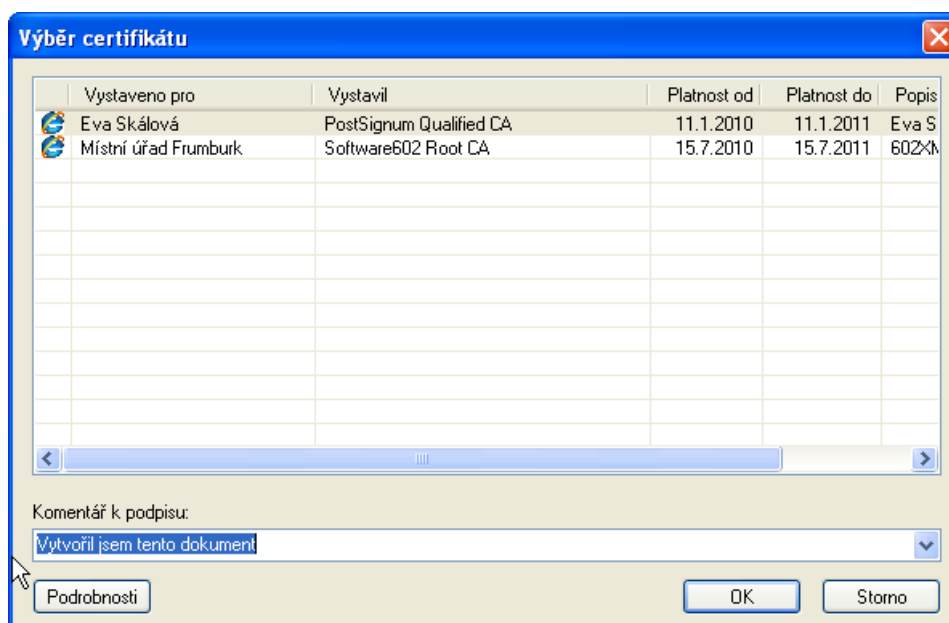 Výběr certifikátu
Vystaveno pro Vystavil Platnost od Platnost do Popis
Eva Skálová PostSignum Qualified CA 11.1.2010 11.1.2011 Eva S
Místní úřad Frumburk Software602 Root CA 15.7.2010 15.7.2011 602XM
Komentář k podpisu:
Vytvořil jsem tento dokument
Podrobnosti OK Storno